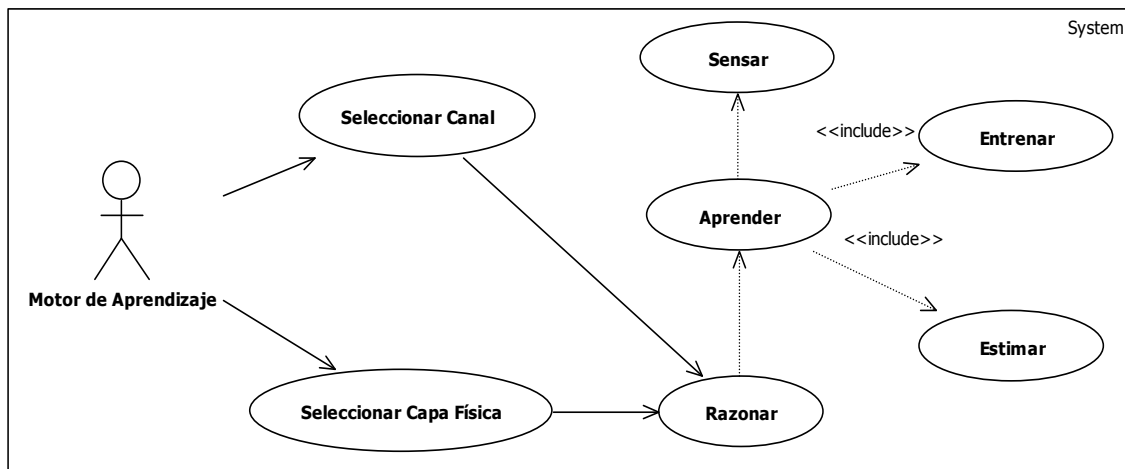 System
Sensar
Seleccionar Canal
<<include>>
Entrenar
Aprender
<<include>>
Motor de Aprendizaje
Estimar
Seleccionar Capa Física
Razonar